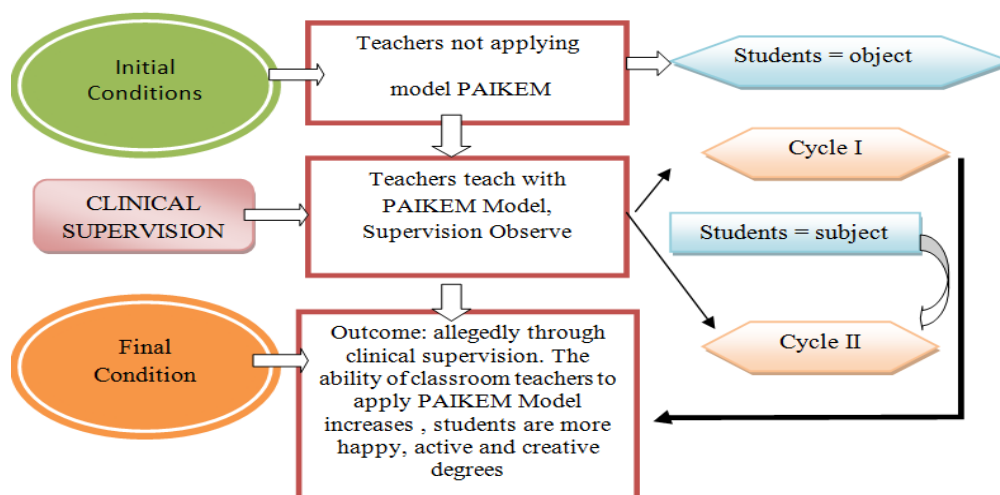 Initial
Conditions
Teachers not applying
model PAIKEM
Students = object
CLINICAL
SUPERVISION
Teachers teach with
PAIKEM Model,
Supervision Observe
Cycle I
Students = subject
Cycle II
Final
Condition
Outcome: allegedly through
clinical supervision. The
ability of classroom teachers to
apply PAIKEM Model
increases , students are more
happy, active and creative
degrees